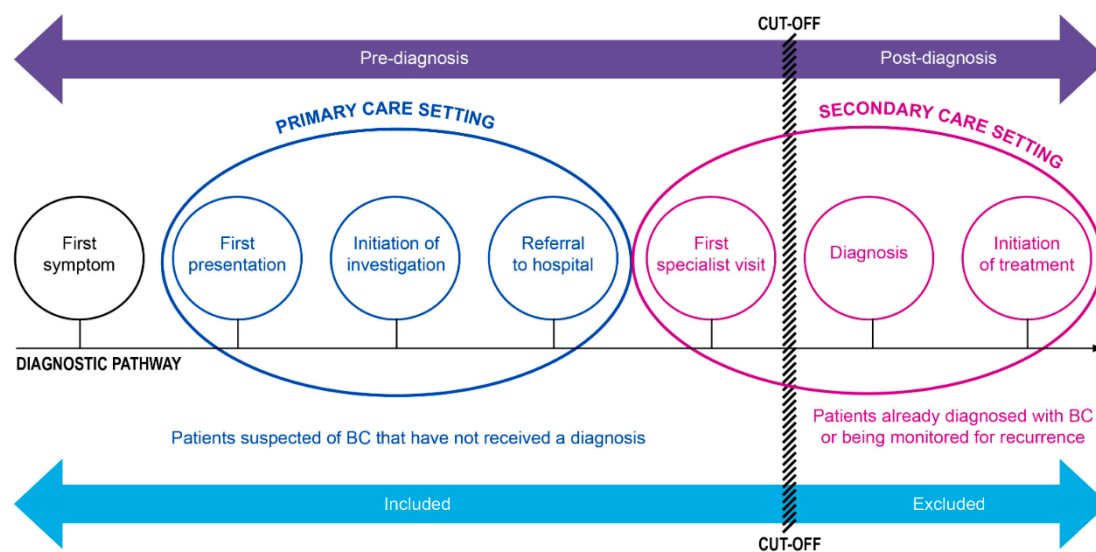 CUT-OFF
Pre-diagnosis
Post-diagnosis
PRIMARY CARE SETTING
SECONDARY CARE SETTING
First
symptom
First
presentation
Initiation of
investigation
Referral
to hospital
First
specialist visit
Diagnosis
Initiation
of treatment
DIAGNOSTIC PATHWAY
Patients suspected of BC that have not received a diagnosis
Patients already diagnosed with BC
or being monitored for recurrence
Included
Excluded
CUT-OFF